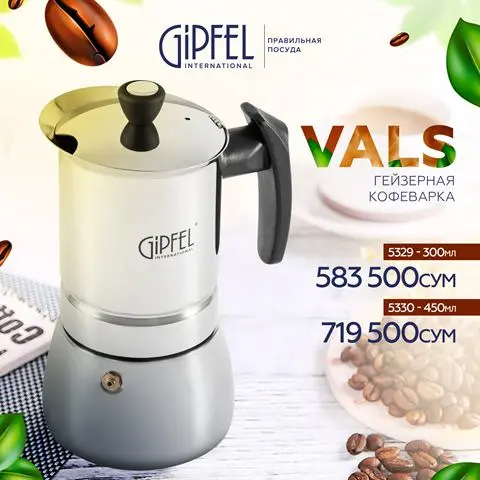 GIPFEL
INTERNATIONAL
ПРАВИЛЬНАЯ
ПОСУДА
VALS
ГЕЙЗЕРНАЯ
КОФЕВАРКА
5329 - 300мл
583 500СУМ
5330 - 450мл
719 500СУМ
GIPFEL
INTERNATIONAL